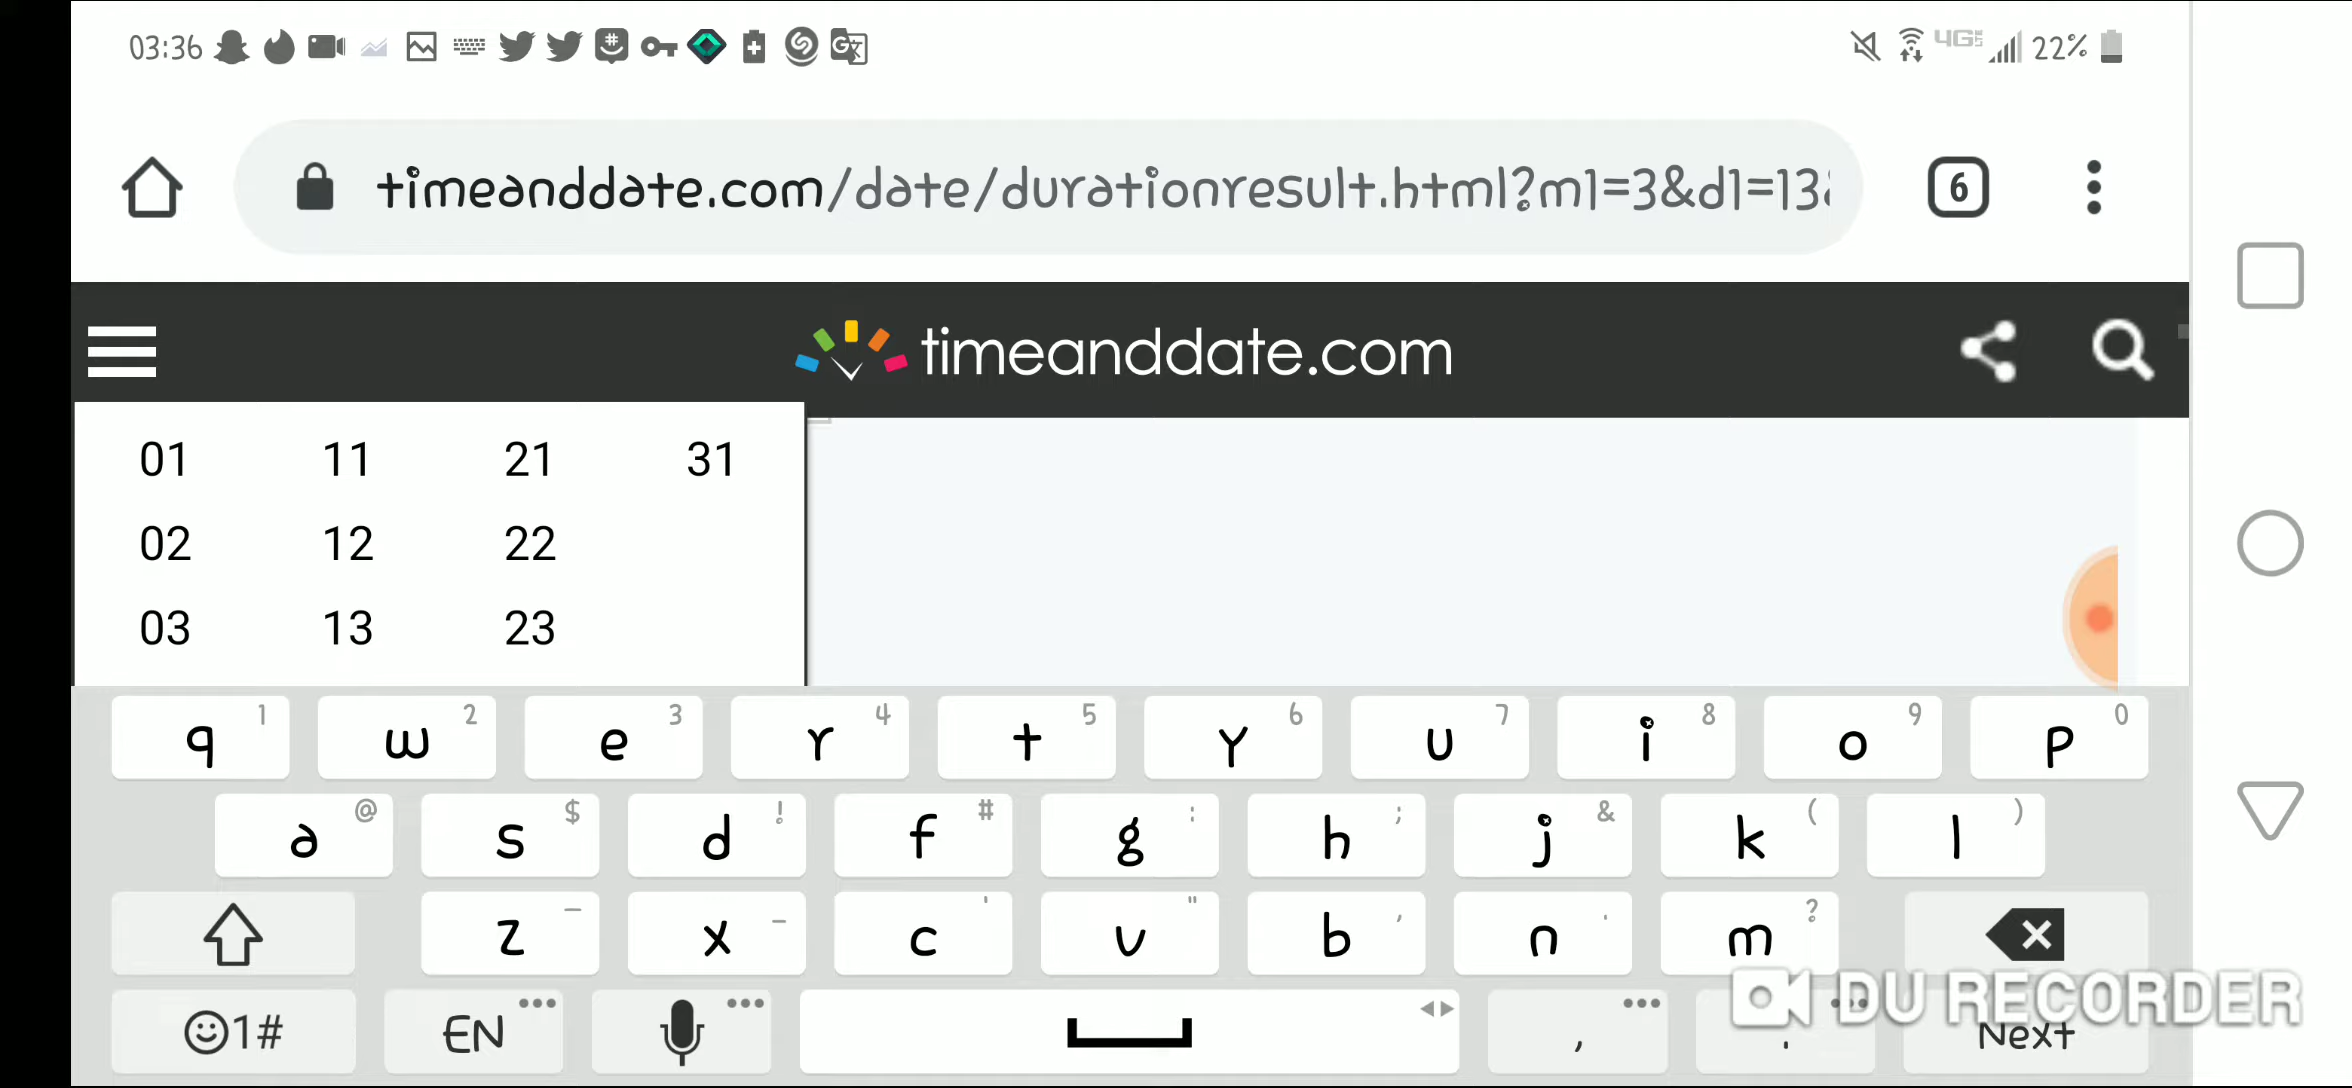 03:36 4G 22%
timeanddate.com/date/durationresult.html?m1=3&d1=13
6
timeanddate.com
01 11 21 31
02 12 22
03 13 23
q 1 w 2 e 3 r 4 t 5 y 6 u 7 i 8 o 9 p 0
a @ s $ d ! f # g : h ; j & k ( l )
z _ x - c ' v " b , n . m ?
1# EN , . Next
DU RECORDER